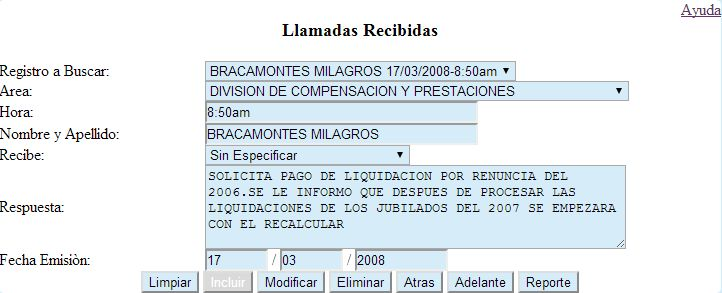 Ayuda
Llamadas Recibidas
Registro a Buscar: BRACAMONTES MILAGROS 17/03/2008-8:50am
Area: DIVISION DE COMPENSACION Y PRESTACIONES
Hora: 8:50am
Nombre y Apellido: BRACAMONTES MILAGROS
Recibe: Sin Especificar
SOLICITA PAGO DE LIQUIDACION POR RENUNCIA DEL
2006.SE LE INFORMO QUE DESPUES DE PROCESAR LAS
Respuesta: LIQUIDACIONES DE LOS JUBILADOS DEL 2007 SE EMPEZARA
CON EL RECALCULAR
Fecha Emisiòn: 17 / 03 / 2008
Limpiar Incluir Modificar Eliminar Atras Adelante Reporte